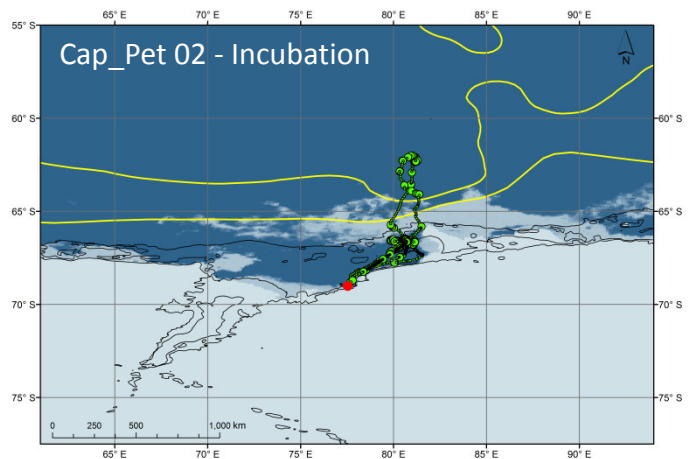 65° E 70° E 75° E 80° E 85° E 90° E
55° S 55° S
Cap_Pet 02 - Incubation
N
60° S 60° S
65° S 65° S
70° S 70° S
75° S 75° S
0 250 500 1,000 km
65° E 70° E 75° E 80° E 85° E 90° E